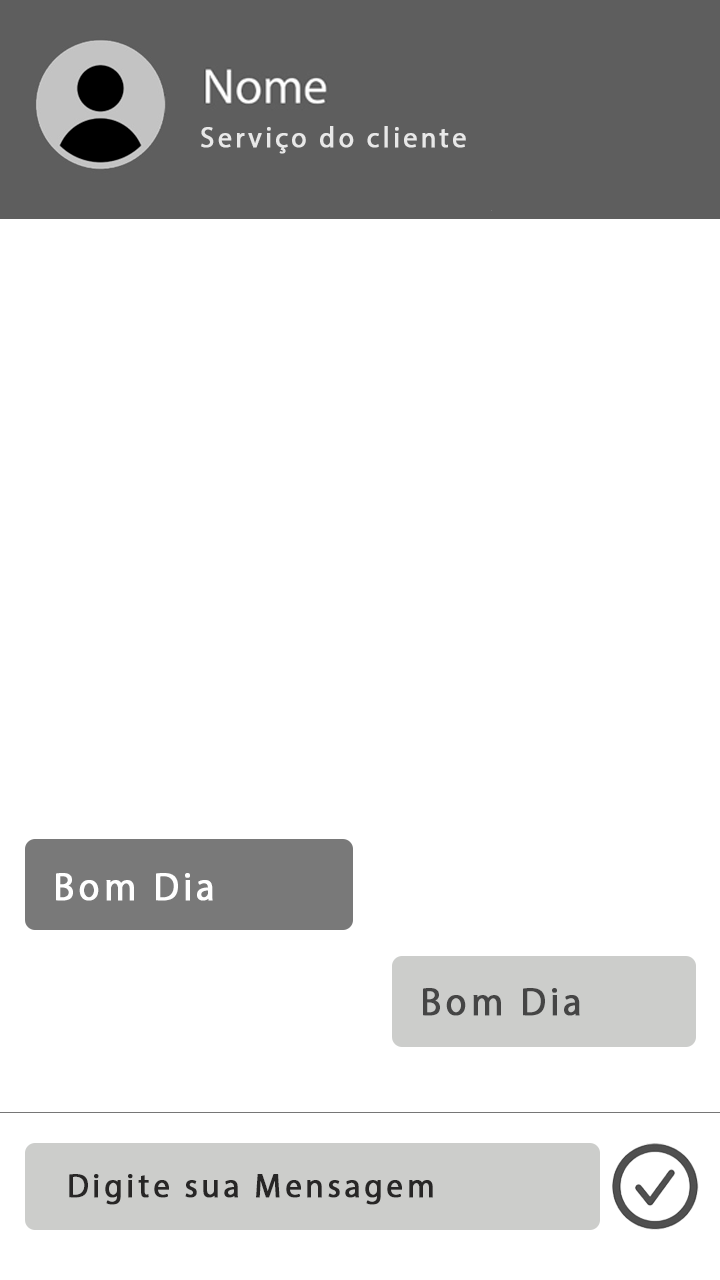 Nome
Serviço do cliente
Bom Dia
Bom Dia
Digite sua Mensagem